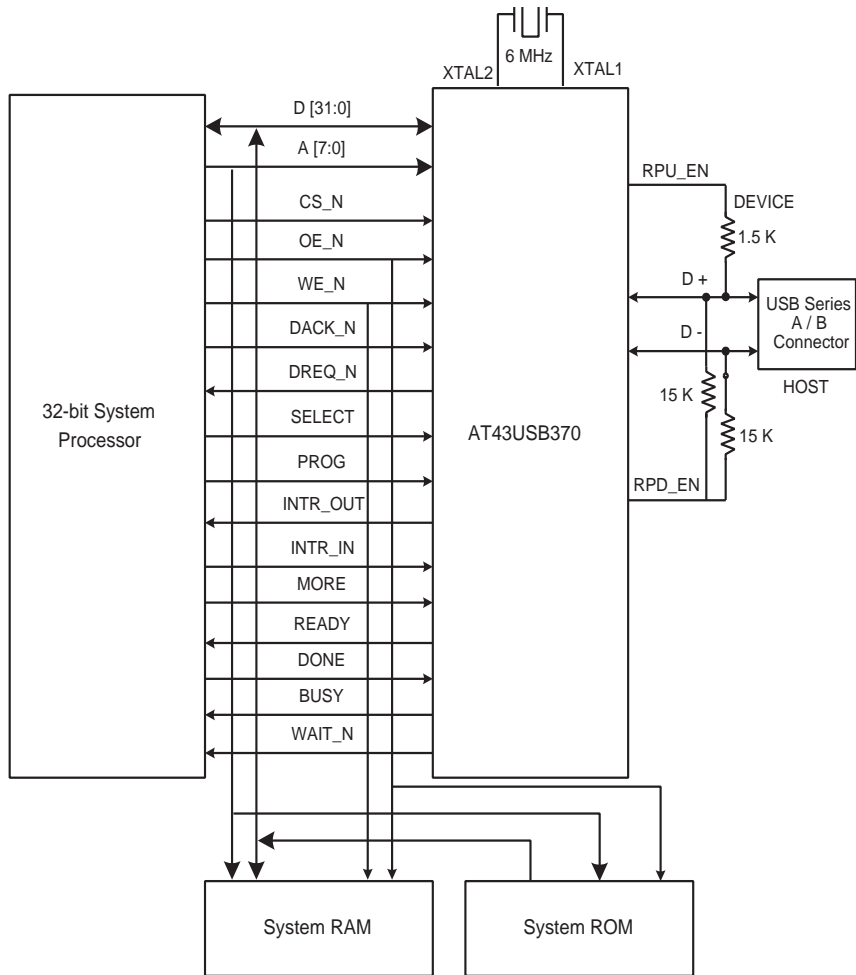 6 MHz
XTAL2
XTAL1
D [31:0]
A [7:0]
RPU_EN
CS_N
DEVICE
OE_N
1.5 K
WE_N
D +
USB Series
A / B
Connector
DACK_N
D -
DREQ_N
HOST
15 K
32-bit System
Processor
SELECT
AT43USB370
15 K
PROG
RPD_EN
INTR_OUT
INTR_IN
MORE
READY
DONE
BUSY
WAIT_N
System RAM
System ROM